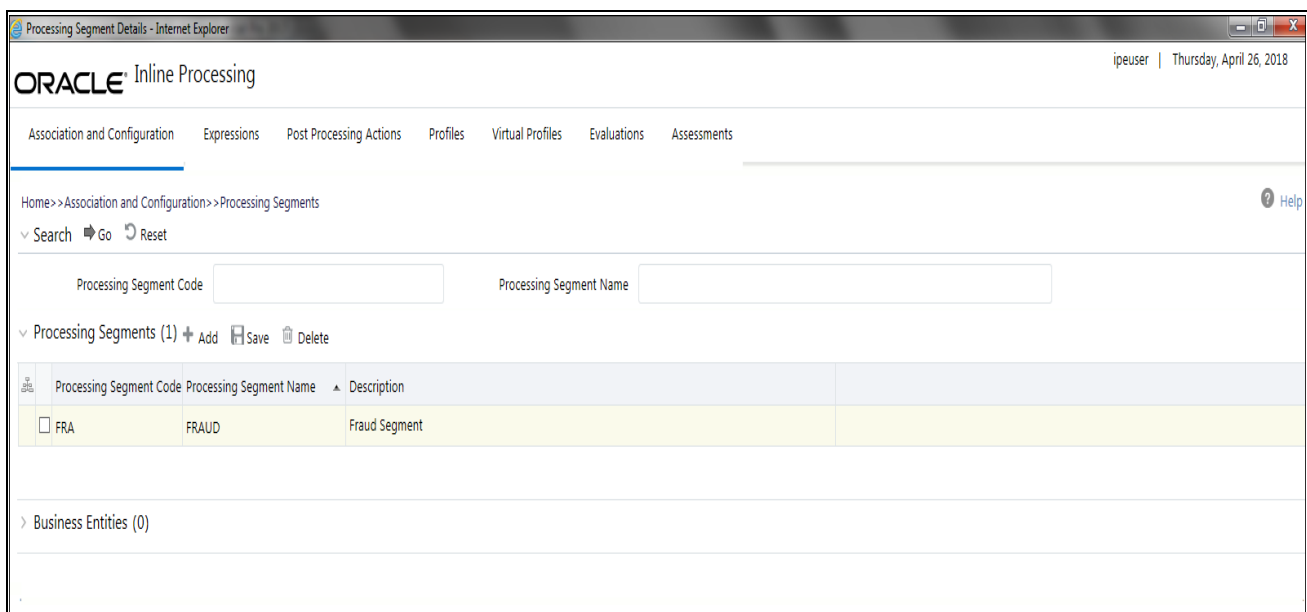 Processing Segment Details - Internet Explorer
ORACLE® Inline Processing
ipeuser | Thursday, April 26, 2018
Association and Configuration Expressions Post Processing Actions Profiles Virtual Profiles Evaluations Assessments
Home>>Association and Configuration>>Processing Segments
Help
Search Go Reset
Processing Segment Code Processing Segment Name
Processing Segments (1) Add Save Delete
Processing Segment Code Processing Segment Name Description
FRA FRAUD Fraud Segment
Business Entities (0)